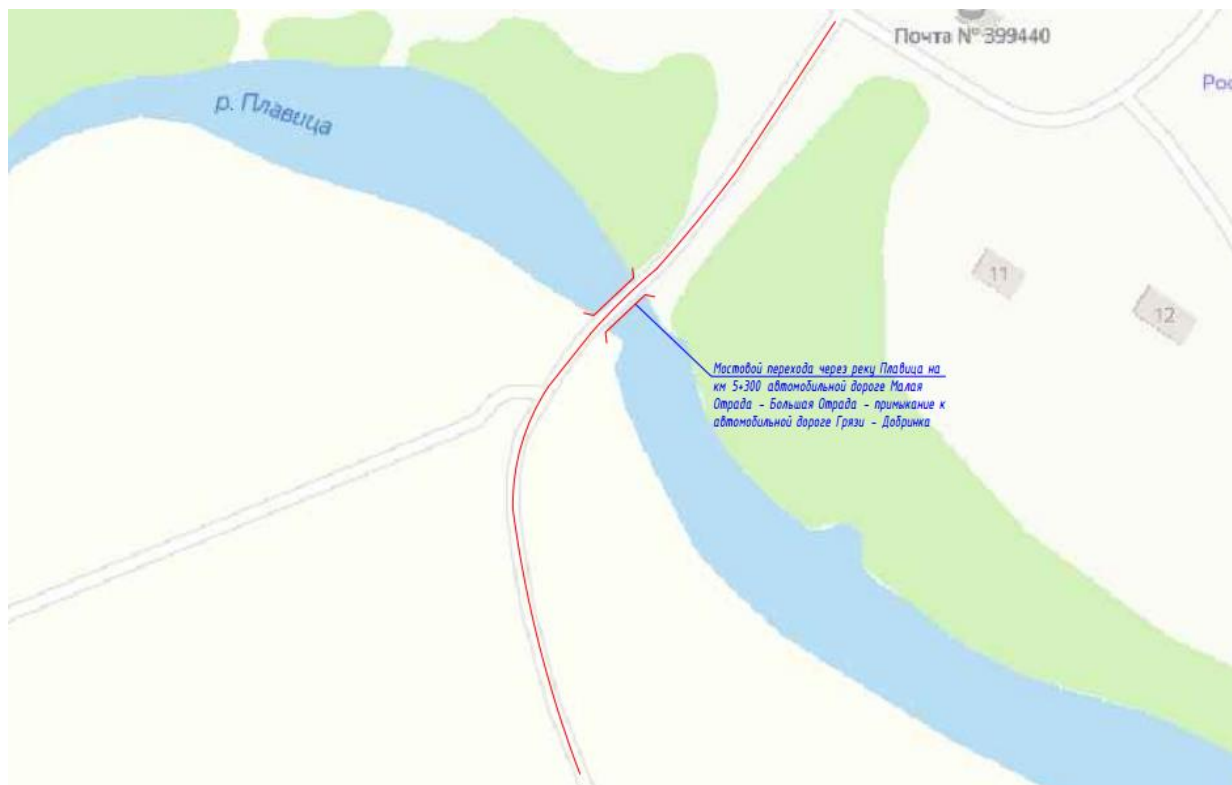 Почта № 399440
Рос
р. Плавица
11
12
Мостовой перехода через реку Плавица на
км 5+300 автомобильной дороге Малая
Отрада - Большая Отрада - примыкание к
автомобильной дороге Грязи - Добринка